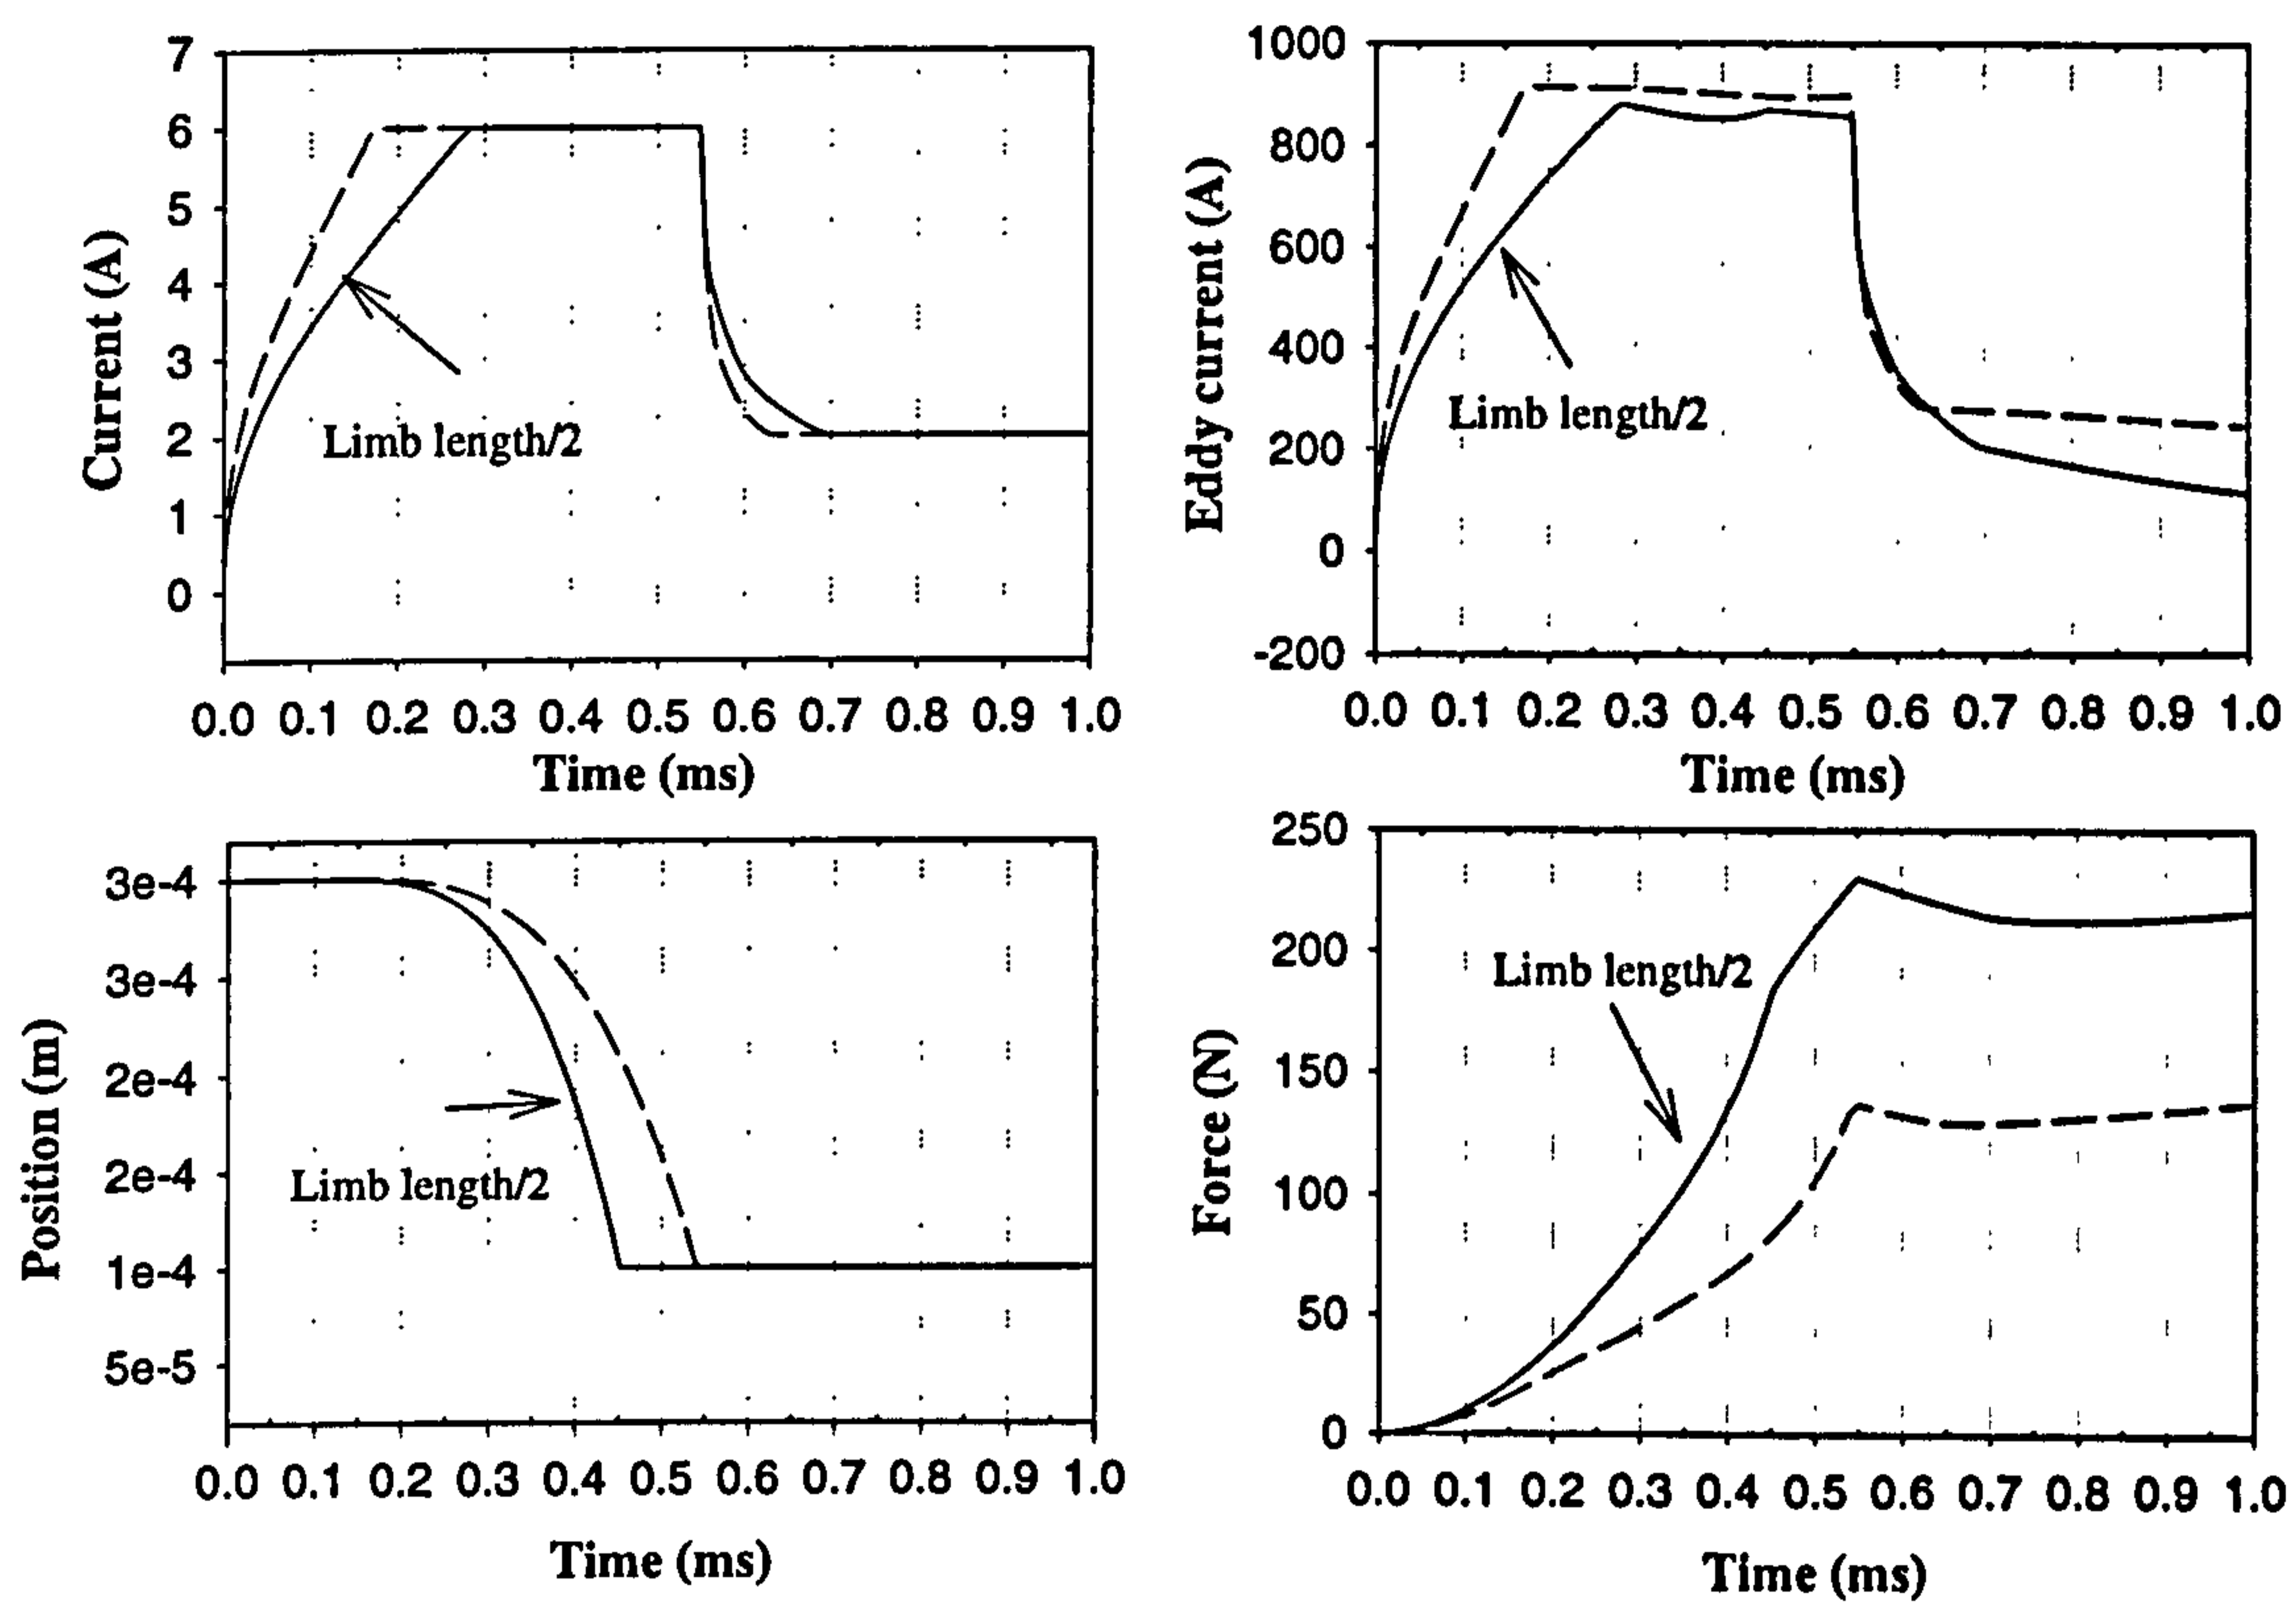 7
6
5
4
3
2
1
0
Current (A)
Limb length/2
0.0 0.1 0.2 0.3 0.4 0.5 0.6 0.7 0.8 0.9 1.0
Time (ms)
1000
800
600
400
200
0
-200
Eddy current (A)
Limb length/2
0.0 0.1 0.2 0.3 0.4 0.5 0.6 0.7 0.8 0.9 1.0
Time (ms)
3e-4
3e-4
2e-4
2e-4
1e-4
5e-5
Position (m)
Limb length/2
0.0 0.1 0.2 0.3 0.4 0.5 0.6 0.7 0.8 0.9 1.0
Time (ms)
250
200
150
100
50
0
Force (N)
Limb length/2
0.0 0.1 0.2 0.3 0.4 0.5 0.6 0.7 0.8 0.9 1.0
Time (ms)